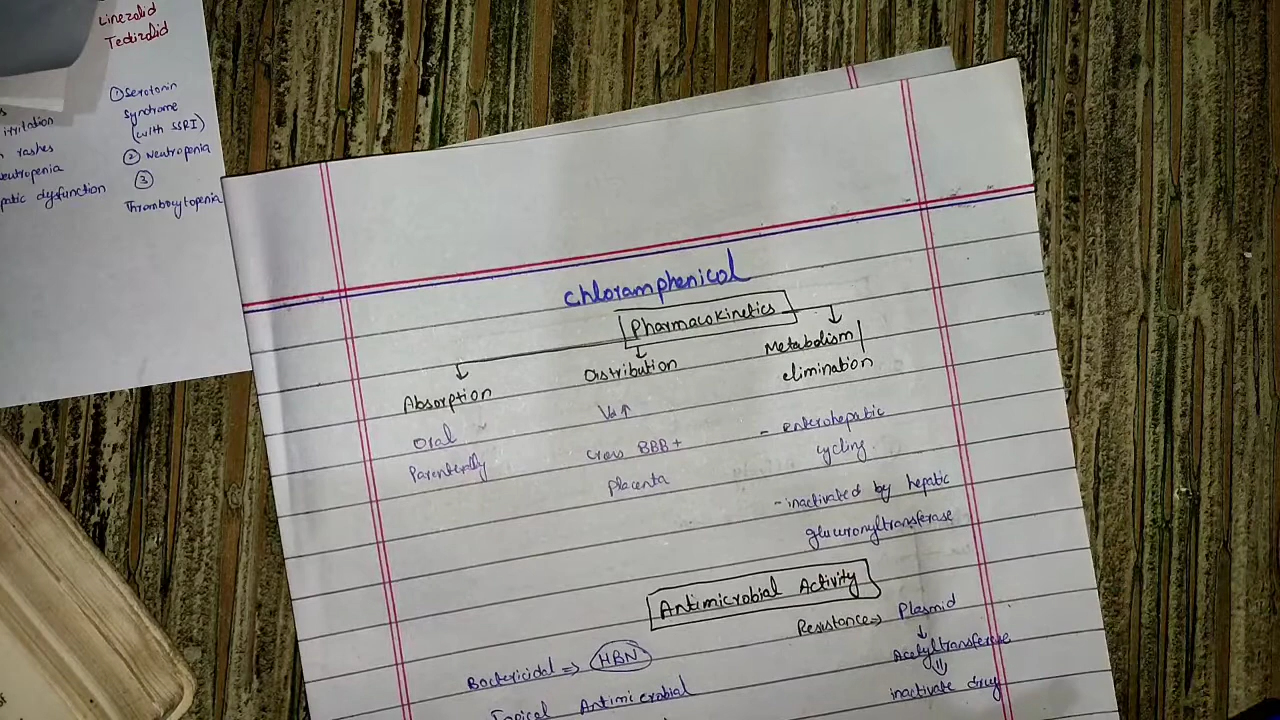 Linezolid
Tedizolid
① Serotonin
Syndrome
(with SSRI)
② Neutropenia
③
Thrombocytopenia
irritation
rashes
dysfunction
Chloramphenicol
Pharmacokinetics
Absorption
Oral
Parenterally
Distribution
Vd↑
Cross BBB +
Placenta
Metabolism /
elimination
- enterohepatic
cycling
- inactivated by hepatic
glucuronyltransferase
Antimicrobial Activity
Resistance ⇒ Plasmid
↓
Acetyltransferase
⇓
inactivate drug
Bactericidal ⇒ HBN
Topical Antimicrobial